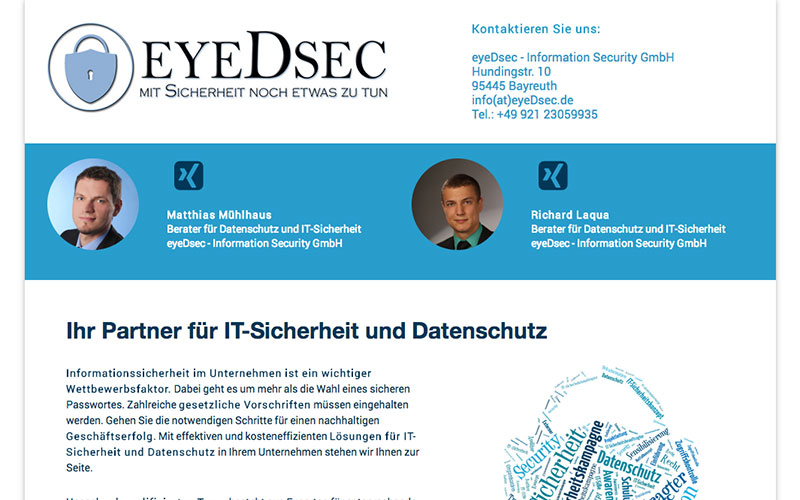 EYEDSEC
MIT SICHERHEIT NOCH ETWAS ZU TUN
Kontaktieren Sie uns:
eyeDsec - Information Security GmbH
Hundingstr. 10
95445 Bayreuth
info(at)eyeDsec.de
Tel.: +49 921 23059935
Matthias Mühlhaus
Berater für Datenschutz und IT-Sicherheit
eyeDsec - Information Security GmbH
Richard Laqua
Berater für Datenschutz und IT-Sicherheit
eyeDsec - Information Security GmbH
Ihr Partner für IT-Sicherheit und Datenschutz
Informationssicherheit im Unternehmen ist ein wichtiger
Wettbewerbsfaktor. Dabei geht es um mehr als die Wahl eines sicheren
Passwortes. Zahlreiche gesetzliche Vorschriften müssen eingehalten
werden. Gehen Sie die notwendigen Schritte für einen nachhaltigen
Geschäftserfolg. Mit effektiven und kosteneffizienten Lösungen für IT-
Sicherheit und Datenschutz in Ihrem Unternehmen stehen wir Ihnen zur
Seite.
IT-Sicherheitskonzept
Security
Sensibilisierung
Zugriffskontrolle
Recht
Datenschutz